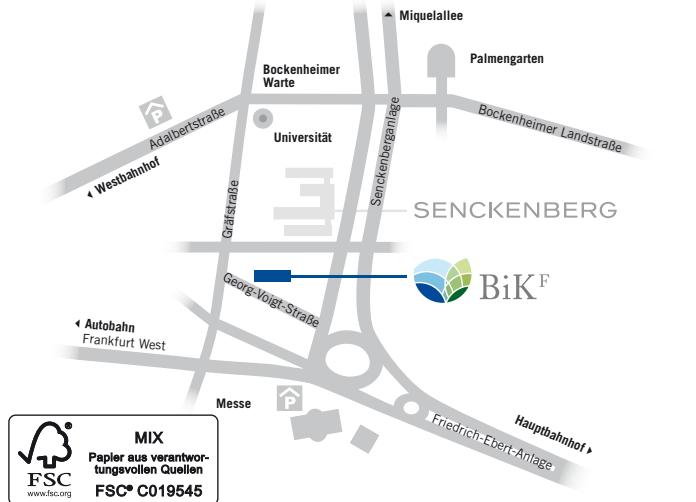 Miquelallee
Palmengarten
Bockenheimer
Warte
Bockenheimer Landstraße
P
Adalbertstraße
Universität
Senckenberganlage
Westbahnhof
Gräfstraße
SENCKENBERG
Georg-Voigt-Straße
BiK F
Autobahn
Frankfurt West
Messe
P
Hauptbahnhof
Friedrich-Ebert-Anlage
FSC
www.fsc.org
MIX
Papier aus verantwor-
tungsvollen Quellen
FSC® C019545